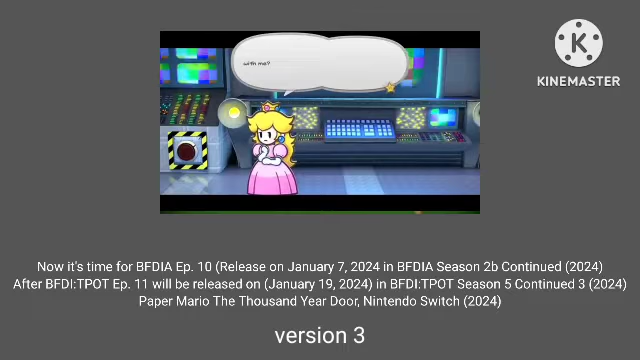 with me?
KINEMASTER
Now it's time for BFDIA Ep. 10 (Release on January 7, 2024 in BFDIA Season 2b Continued (2024)
After BFDI:TPOT Ep. 11 will be released on (January 19, 2024) in BFDI:TPOT Season 5 Continued 3 (2024)
Paper Mario The Thousand Year Door, Nintendo Switch (2024)
version 3